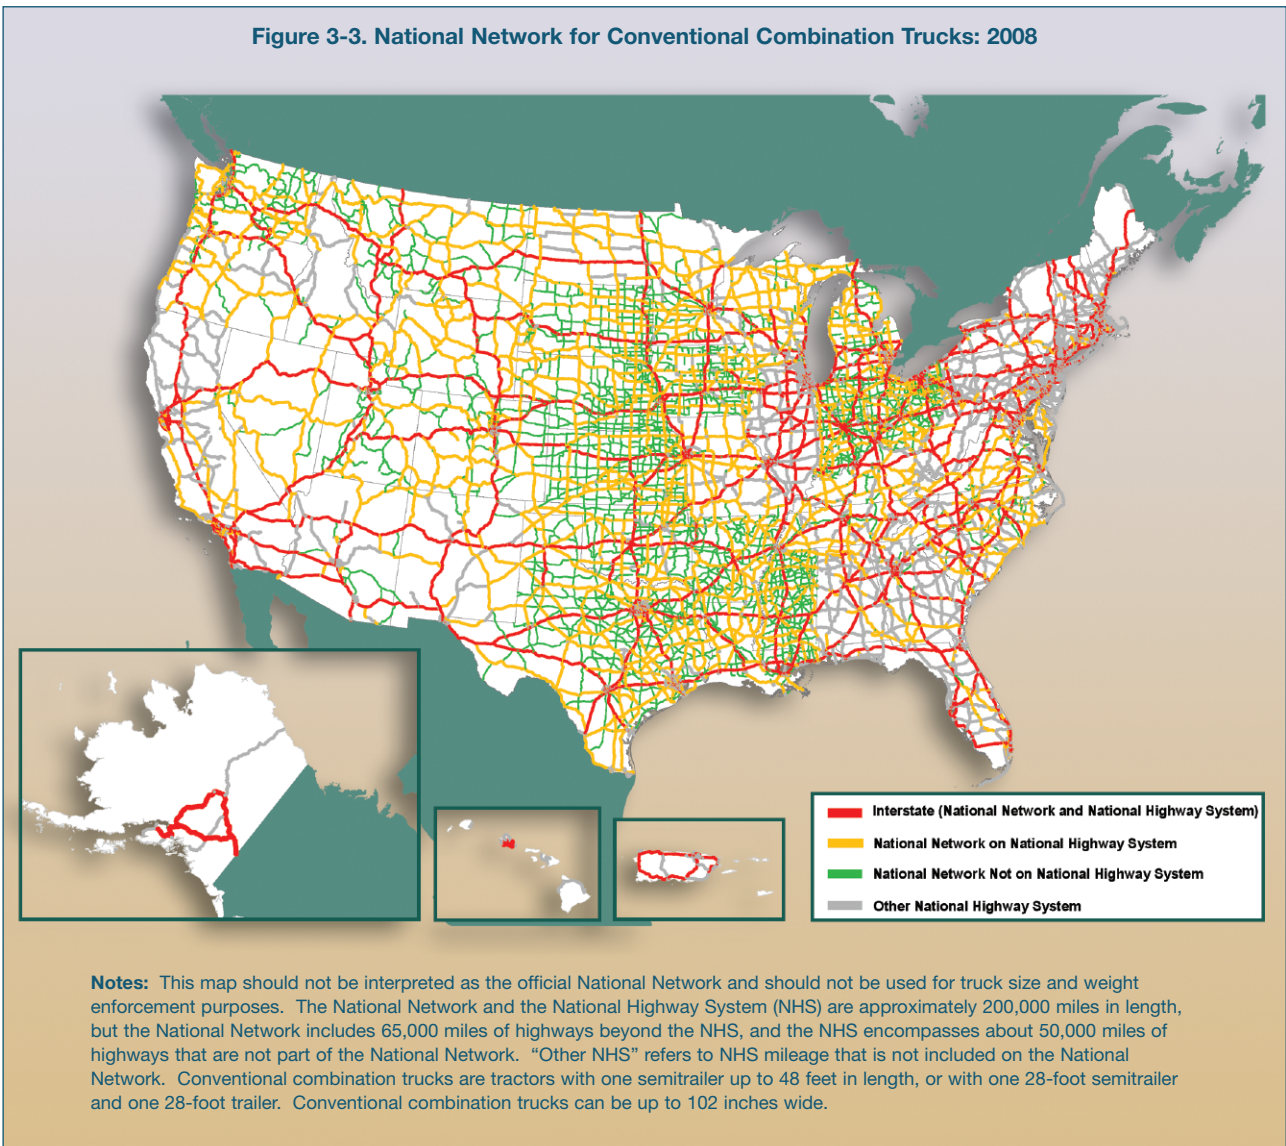 Figure 3-3. National Network for Conventional Combination Trucks: 2008
Interstate (National Network and National Highway System)
National Network on National Highway System
National Network Not on National Highway System
Other National Highway System
Notes: This map should not be interpreted as the official National Network and should not be used for truck size and weight
enforcement purposes. The National Network and the National Highway System (NHS) are approximately 200,000 miles in length,
but the National Network includes 65,000 miles of highways beyond the NHS, and the NHS encompasses about 50,000 miles of
highways that are not part of the National Network. “Other NHS” refers to NHS mileage that is not included on the National
Network. Conventional combination trucks are tractors with one semitrailer up to 48 feet in length, or with one 28-foot semitrailer
and one 28-foot trailer. Conventional combination trucks can be up to 102 inches wide.